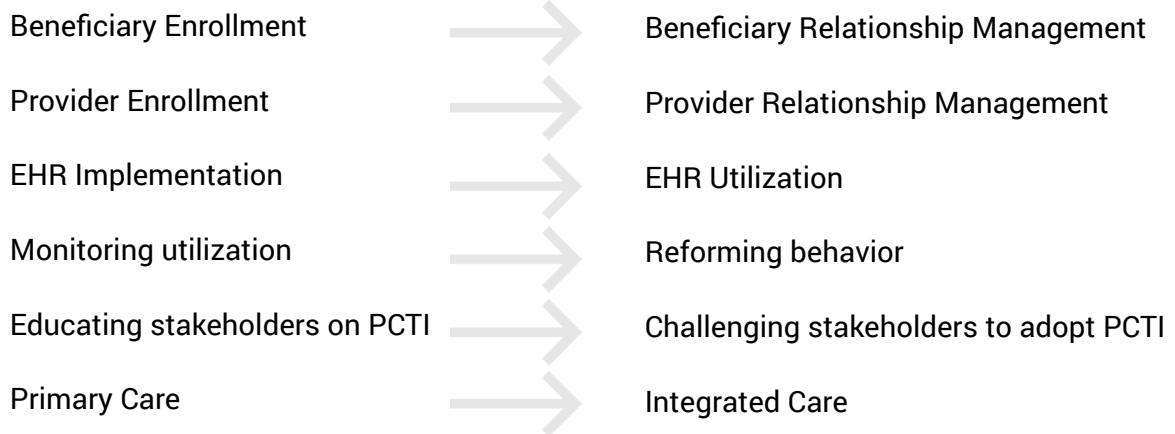 Beneficiary Enrollment
Beneficiary Relationship Management
Provider Enrollment
Provider Relationship Management
EHR Implementation
EHR Utilization
Monitoring utilization
Reforming behavior
Educating stakeholders on PCTI
Challenging stakeholders to adopt PCTI
Primary Care
Integrated Care